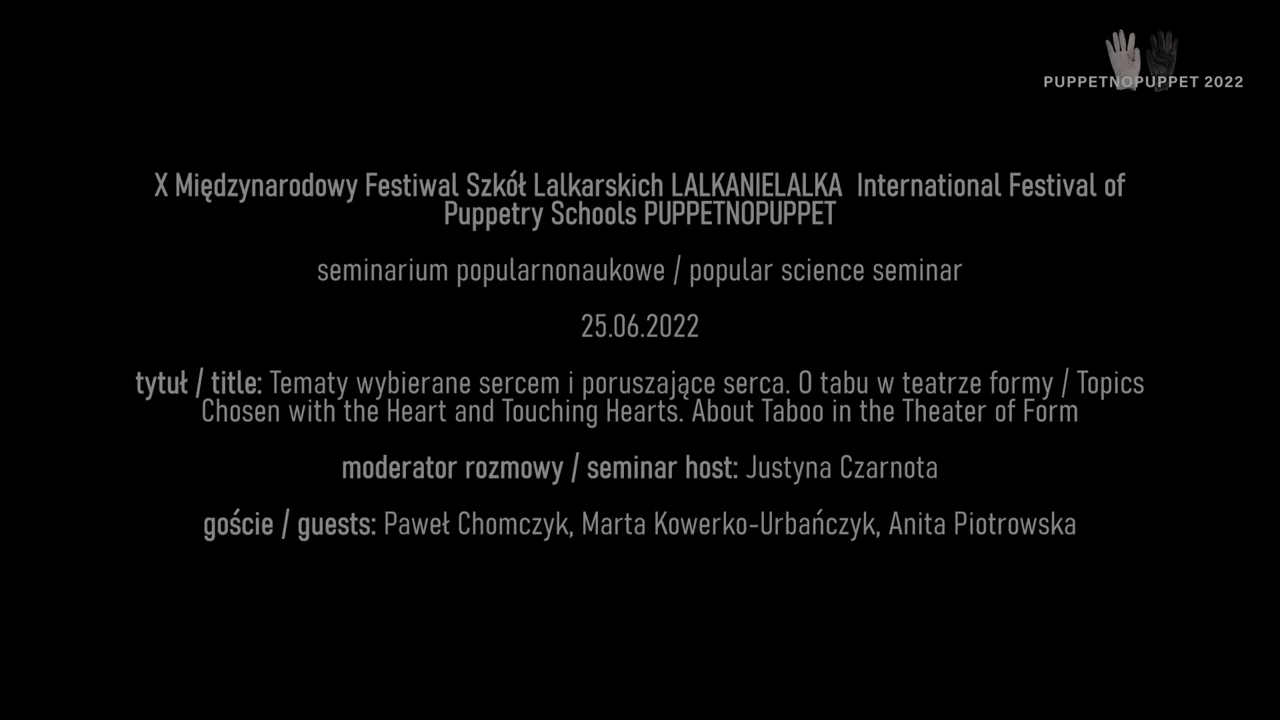 PUPPETNOPUPPET 2022
X Międzynarodowy Festiwal Szkół Lalkarskich LALKANIELALKA International Festival of
Puppetry Schools PUPPETNOPUPPET
seminarium popularnonaukowe / popular science seminar
25.06.2022
tytuł / title: Tematy wybierane sercem i poruszające serca. O tabu w teatrze formy / Topics
Chosen with the Heart and Touching Hearts. About Taboo in the Theater of Form
moderator rozmowy / seminar host: Justyna Czarnota
goście / guests: Paweł Chomczyk, Marta Kowerko-Urbańczyk, Anita Piotrowska